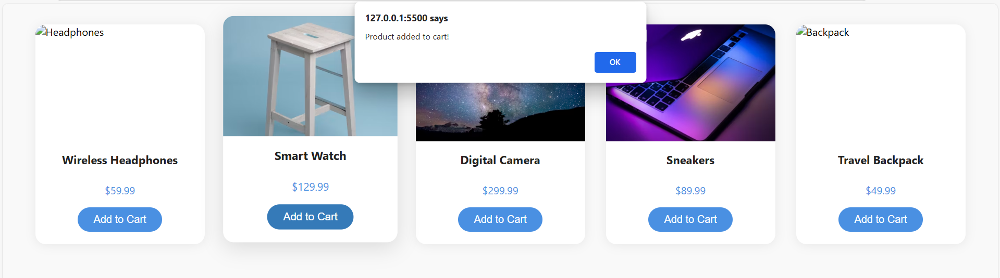 127.0.0.1:5500 says
Product added to cart!
OK
Headphones
Backpack
Wireless Headphones
$59.99
Add to Cart
Smart Watch
$129.99
Add to Cart
Digital Camera
$299.99
Add to Cart
Sneakers
$89.99
Add to Cart
Travel Backpack
$49.99
Add to Cart